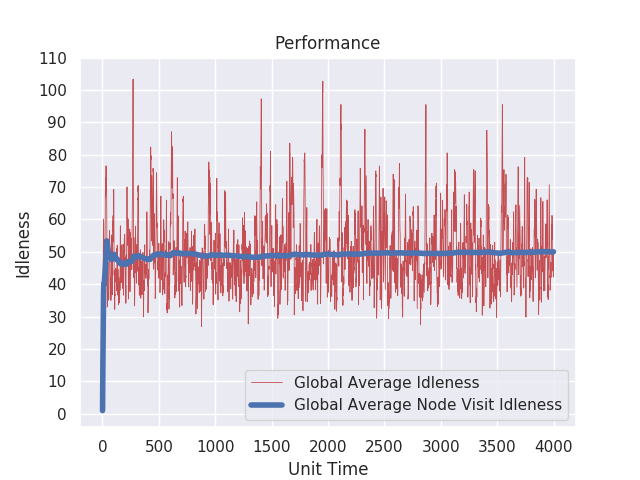 Performance
110
100
90
80
70
60
50
40
30
20
10
0
Idleness
Global Average Idleness
Global Average Node Visit Idleness
0 500 1000 1500 2000 2500 3000 3500 4000
Unit Time